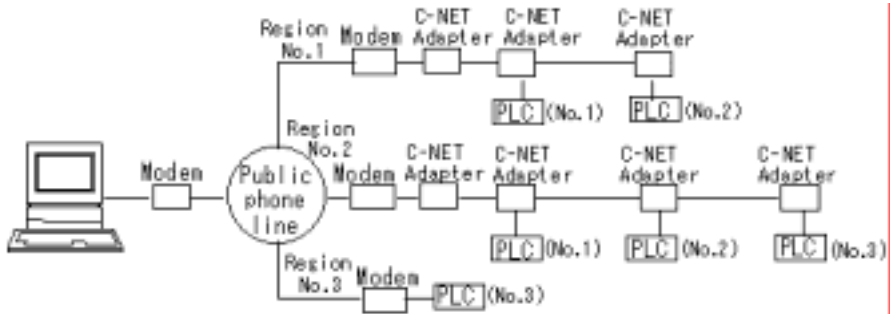 Region
No.1
Modem
C-NET
Adapter
C-NET
Adapter
C-NET
Adapter
PLC (No.1)
PLC (No.2)
Modem
Public
phone
line
Region
No.2
Modem
C-NET
Adapter
C-NET
Adapter
C-NET
Adapter
C-NET
Adapter
PLC (No.1)
PLC (No.2)
PLC (No.3)
Region
No.3
Modem
PLC (No.3)